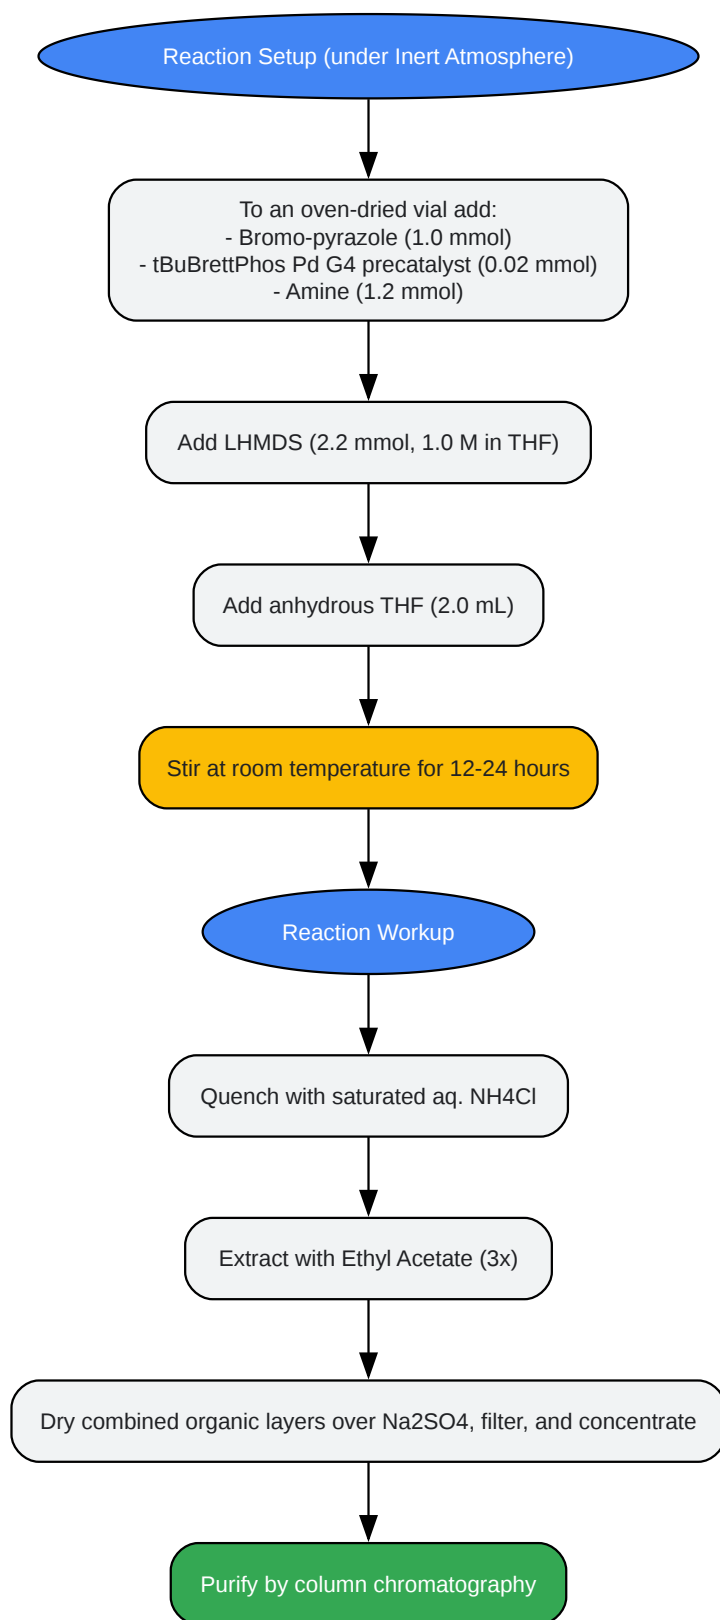 Reaction Setup (under Inert Atmosphere)
To an oven-dried vial add:
- Bromo-pyrazole (1.0 mmol)
- tBuBrettPhos Pd G4 precatalyst (0.02 mmol)
- Amine (1.2 mmol)
Add LHMDS (2.2 mmol, 1.0 M in THF)
Add anhydrous THF (2.0 mL)
Stir at room temperature for 12-24 hours
Reaction Workup
Quench with saturated aq. NH4Cl
Extract with Ethyl Acetate (3x)
Dry combined organic layers over Na2SO4, filter, and concentrate
Purify by column chromatography